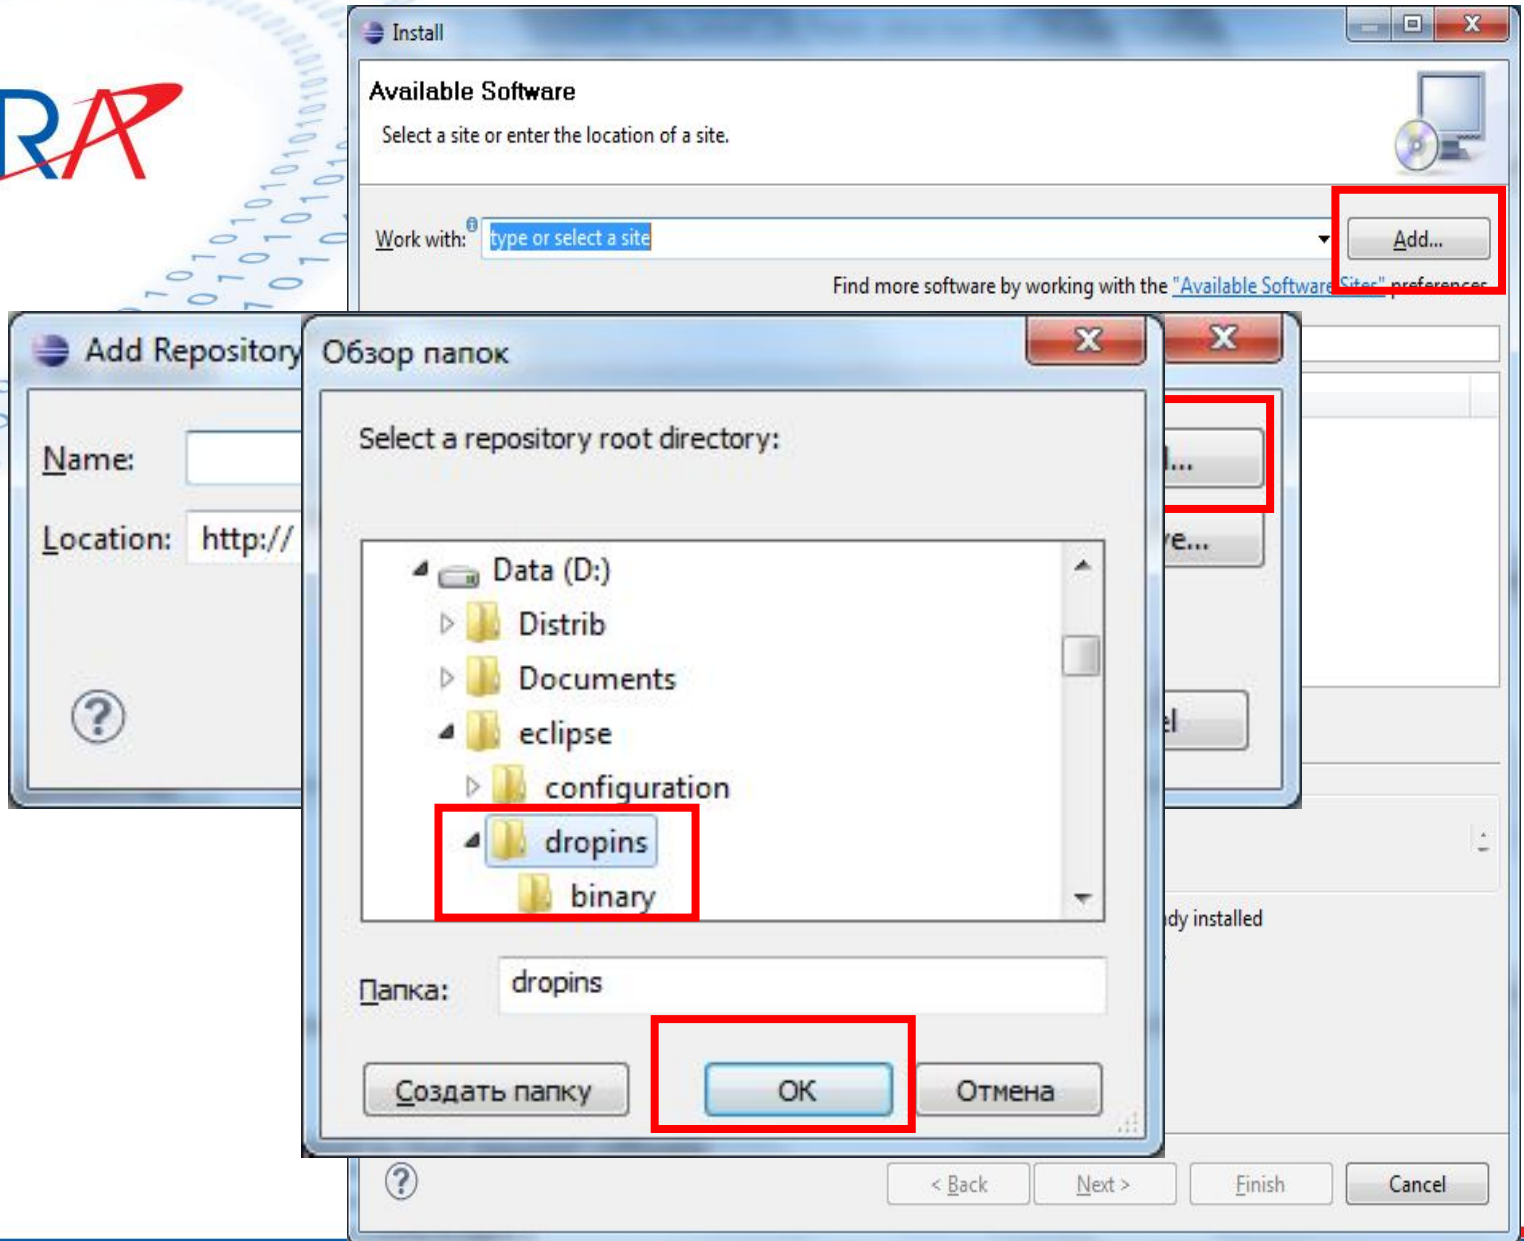 RA
Install
Available Software
Select a site or enter the location of a site.
Work with: type or select a site Add...
Find more software by working with the "Available Software Sites" preferences.
Add Repository
Name:
Location: http://
Обзор папок
Select a repository root directory:
Data (D:)
Distrib
Documents
eclipse
configuration
dropins
binary
Папка: dropins
Создать папку OK Отмена
l...
ve...
el
dy installed
< Back Next > Finish Cancel